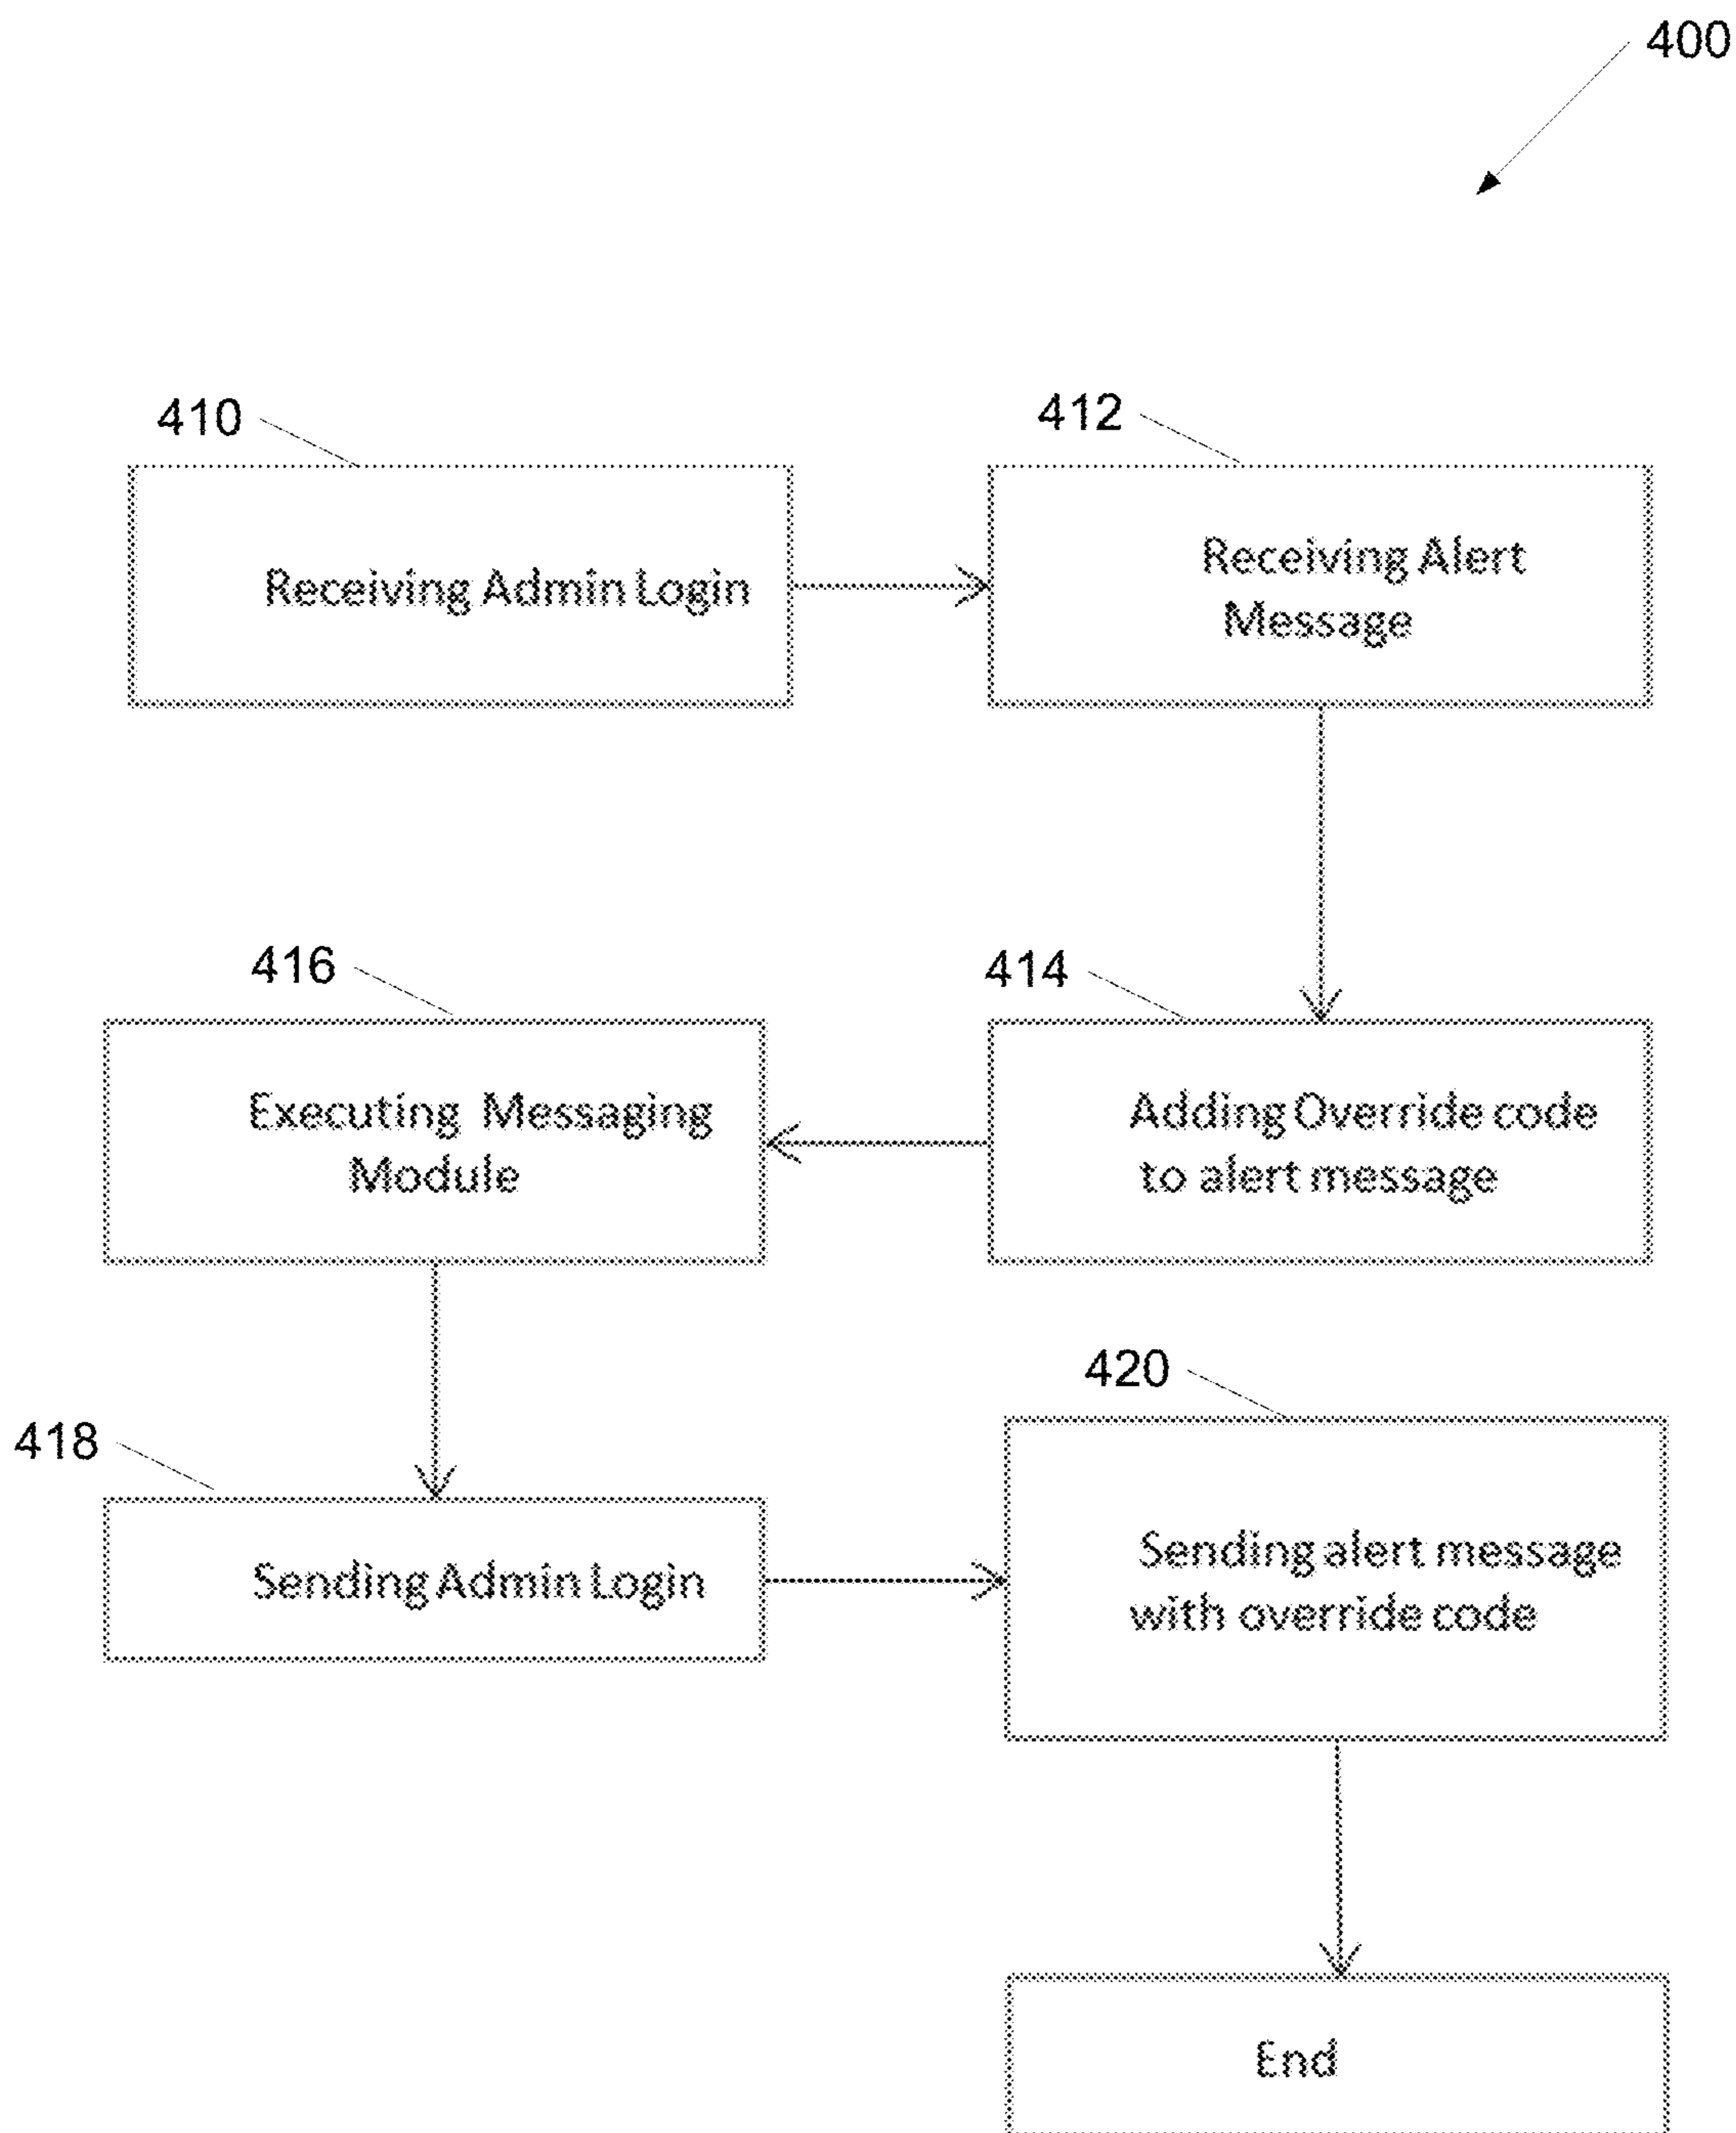 400
410
Receiving Admin Login
412
Receiving Alert
Message
414
Adding Override code
to alert message
416
Executing Messaging
Module
418
Sending Admin Login
420
Sending alert message
with override code
End